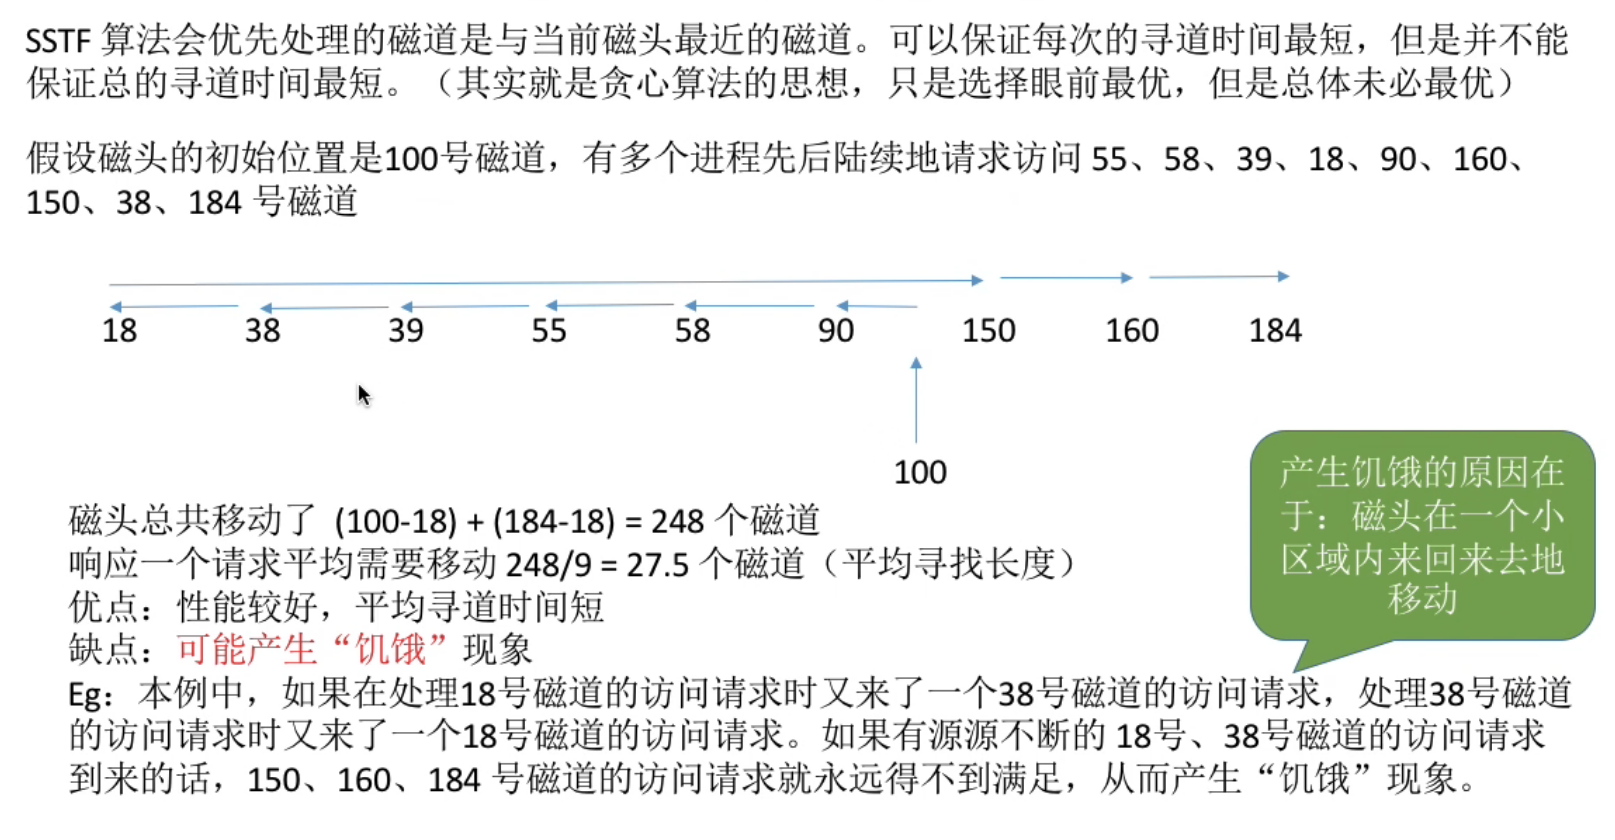 SSTF 算法会优先处理的磁道是与当前磁头最近的磁道。可以保证每次的寻道时间最短，但是并不能
保证总的寻道时间最短。（其实就是贪心算法的思想，只是选择眼前最优，但是总体未必最优）
假设磁头的初始位置是100号磁道，有多个进程先后陆续地请求访问 55、58、39、18、90、160、
150、38、184 号磁道
18 38 39 55 58 90 150 160 184
100
磁头总共移动了 (100-18) + (184-18) = 248 个磁道
响应一个请求平均需要移动 248/9 = 27.5 个磁道（平均寻找长度）
优点：性能较好，平均寻道时间短
缺点：可能产生“饥饿”现象
产生饥饿的原因在
于：磁头在一个小
区域内来回来去地
移动
Eg：本例中，如果在处理18号磁道的访问请求时又来了一个38号磁道的访问请求，处理38号磁道
的访问请求时又来了一个18号磁道的访问请求。如果有源源不断的 18号、38号磁道的访问请求
到来的话，150、160、184 号磁道的访问请求就永远得不到满足，从而产生“饥饿”现象。